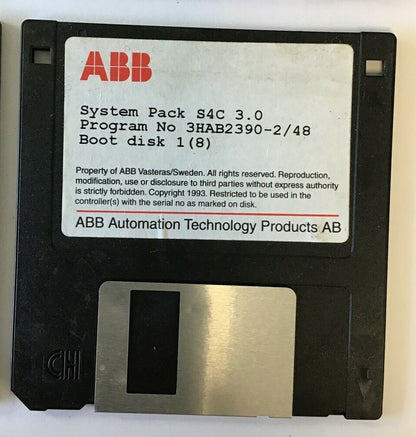 ABB
System Pack S4C 3.0
Program No 3HAB2390-2/48
Boot disk 1(8)
Property of ABB Vasteras/Sweden. All rights reserved. Reproduction,
modification, use or disclosure to third parties without express authority
is strictly forbidden. Copyright 1993. Restricted to be used in the
controller(s) with the serial no as marked on disk.
ABB Automation Technology Products AB